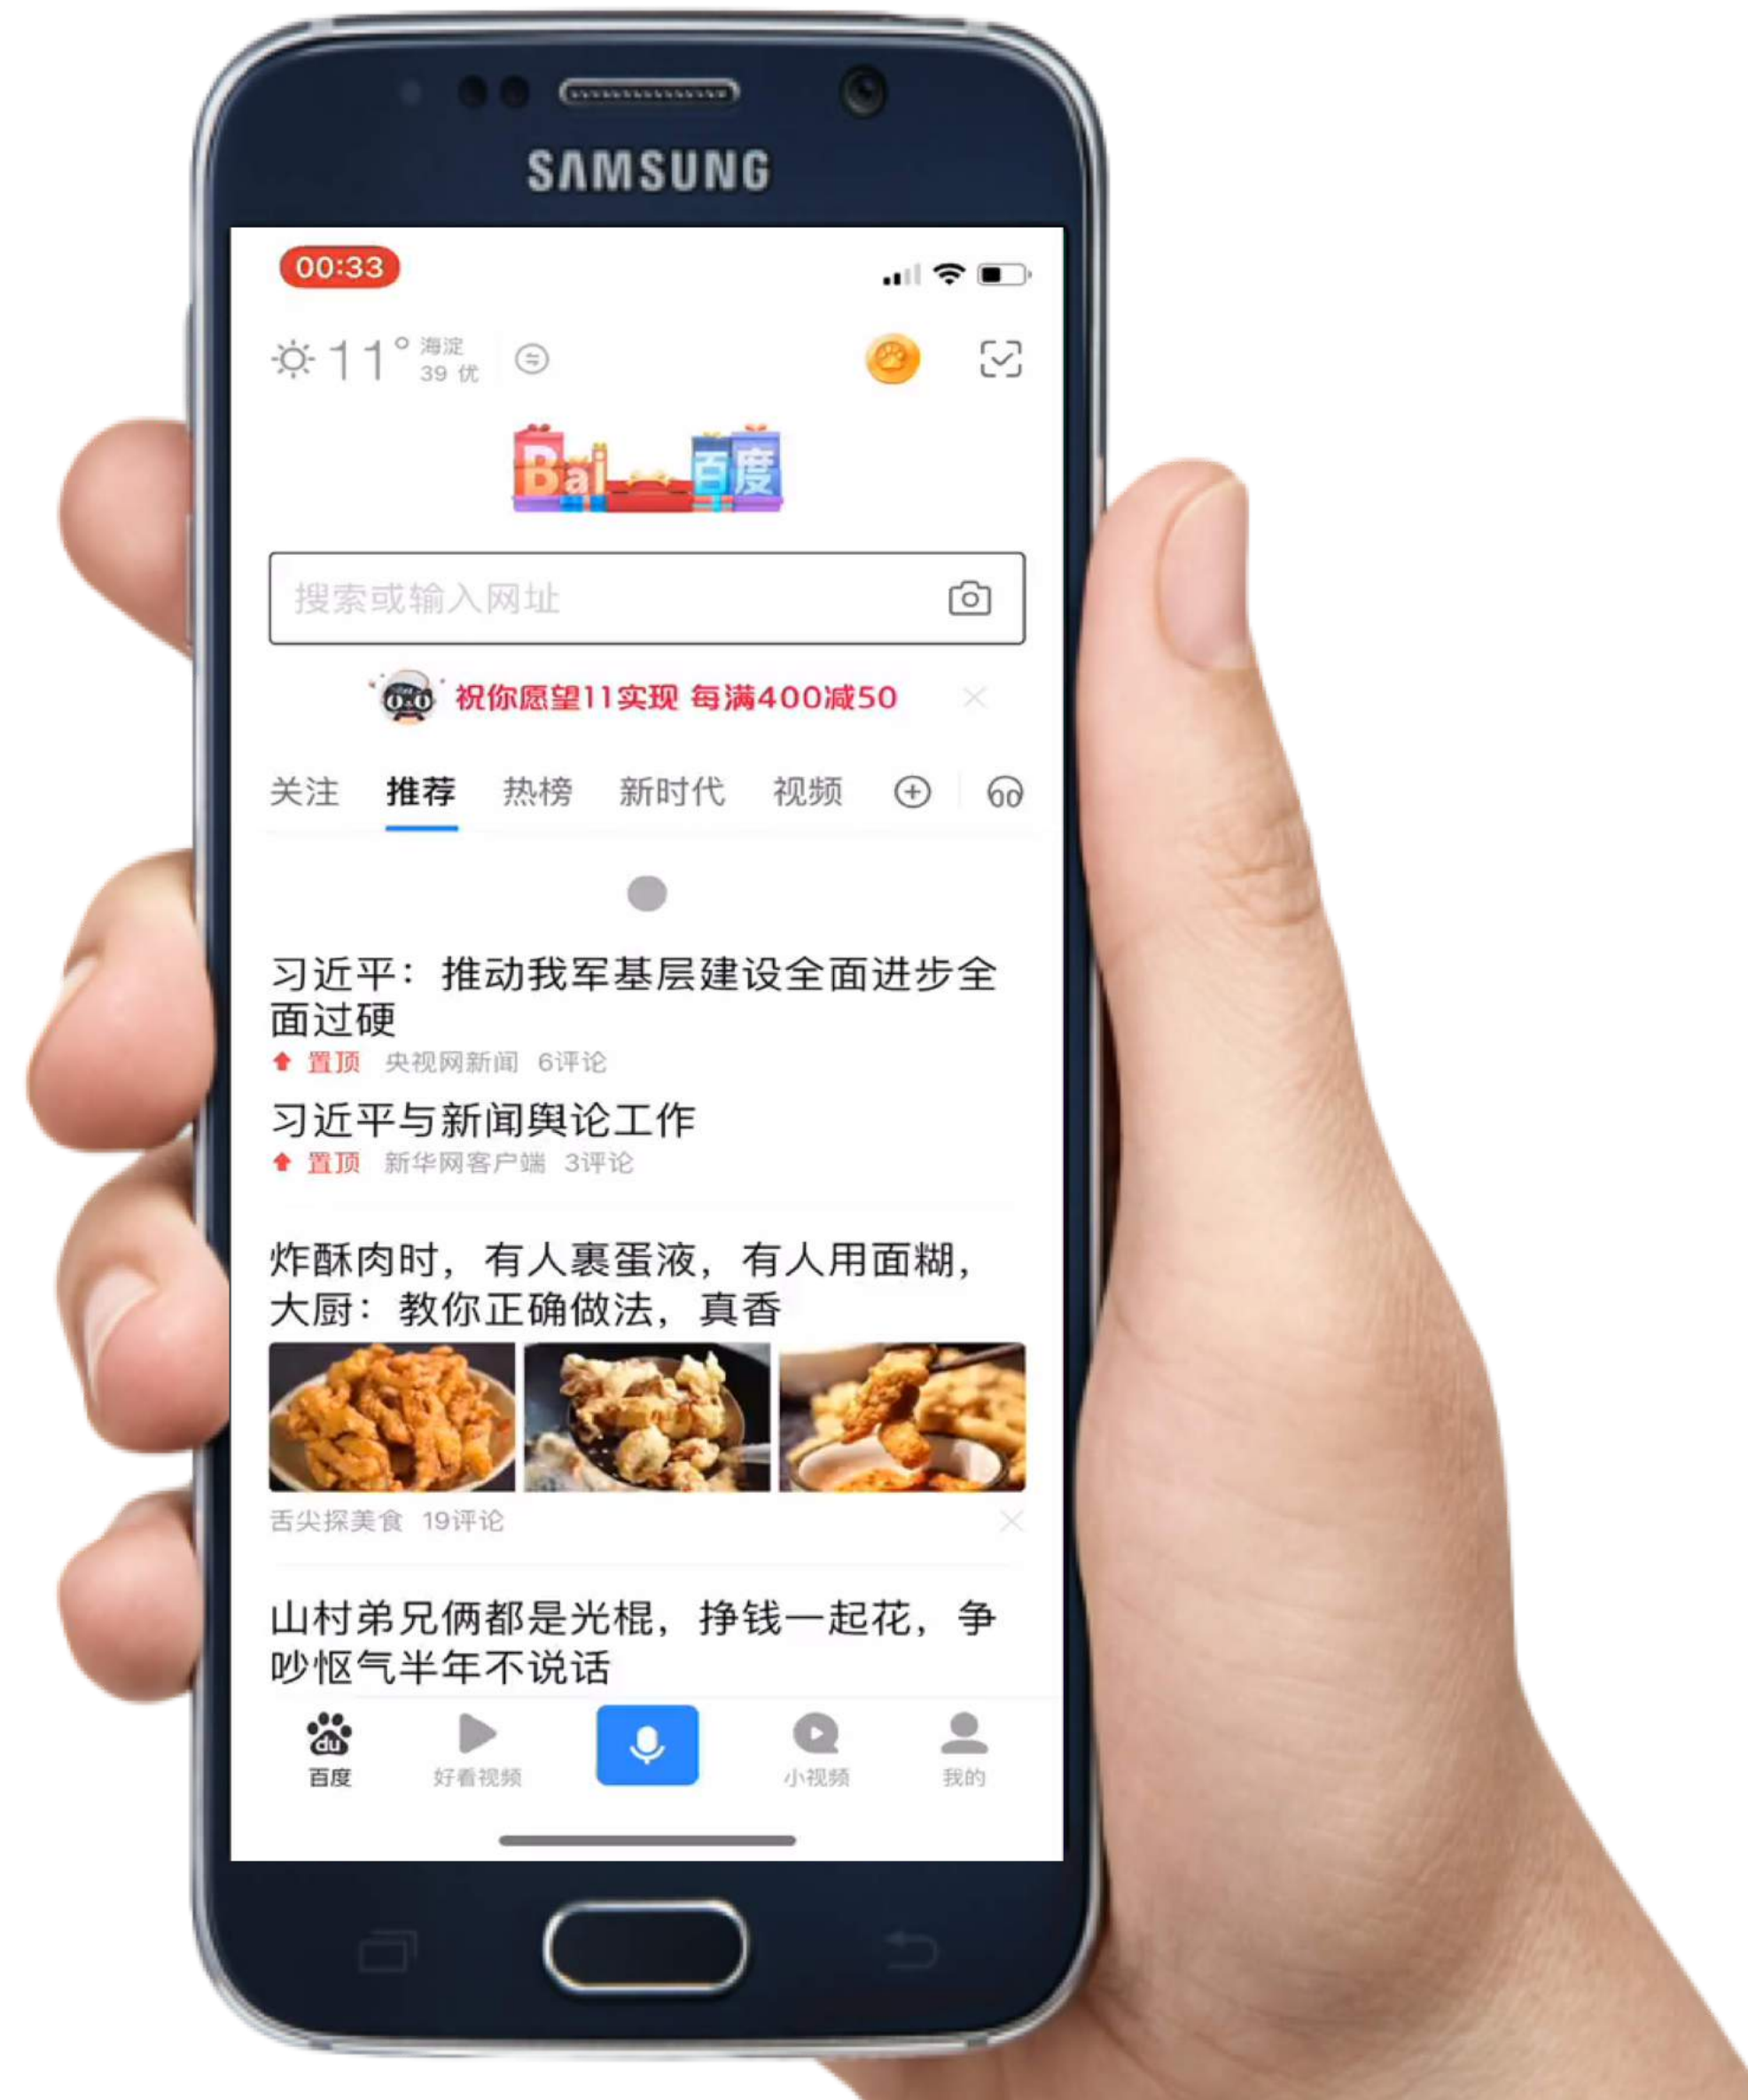 SAMSUNG
00:33
11° 海淀
39 优
Bai 百度
搜索或输入网址
祝你愿望11实现 每满400减50
关注 推荐 热榜 新时代 视频
习近平：推动我军基层建设全面进步全
面过硬
置顶 央视网新闻 6评论
习近平与新闻舆论工作
置顶 新华网客户端 3评论
炸酥肉时，有人裹蛋液，有人用面糊，
大厨：教你正确做法，真香
舌尖探美食 19评论
山村弟兄俩都是光棍，挣钱一起花，争
吵怄气半年不说话
du
百度 好看视频 小视频 我的